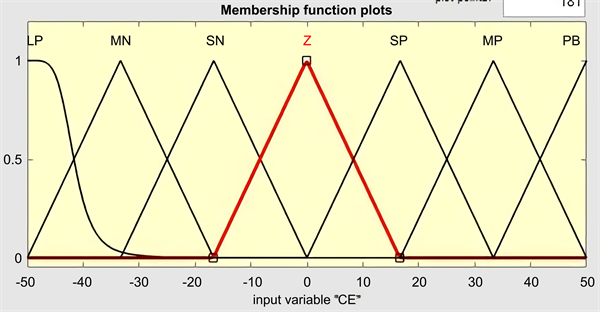 Membership function plots
181
LP MN SN Z SP MP PB
1
0.5
0
-50 -40 -30 -20 -10 0 10 20 30 40 50
input variable "CE"